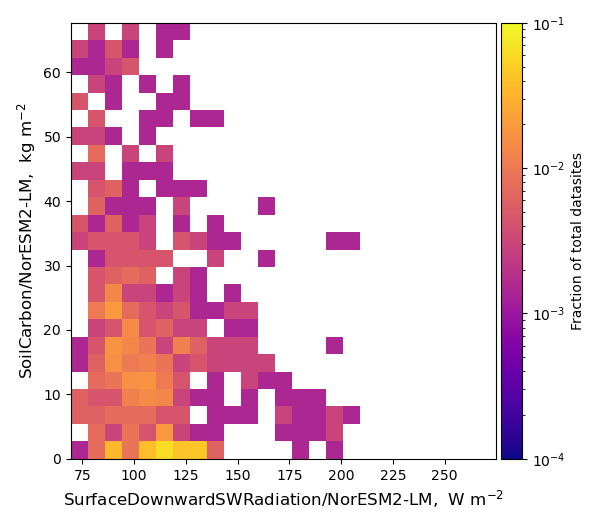 SoilCarbon/NorESM2-LM, kg m⁻²
60
50
40
30
20
10
0
75 100 125 150 175 200 225 250
SurfaceDownwardSWRadiation/NorESM2-LM, W m⁻²
10⁻¹
10⁻²
10⁻³
10⁻⁴
Fraction of total datasites